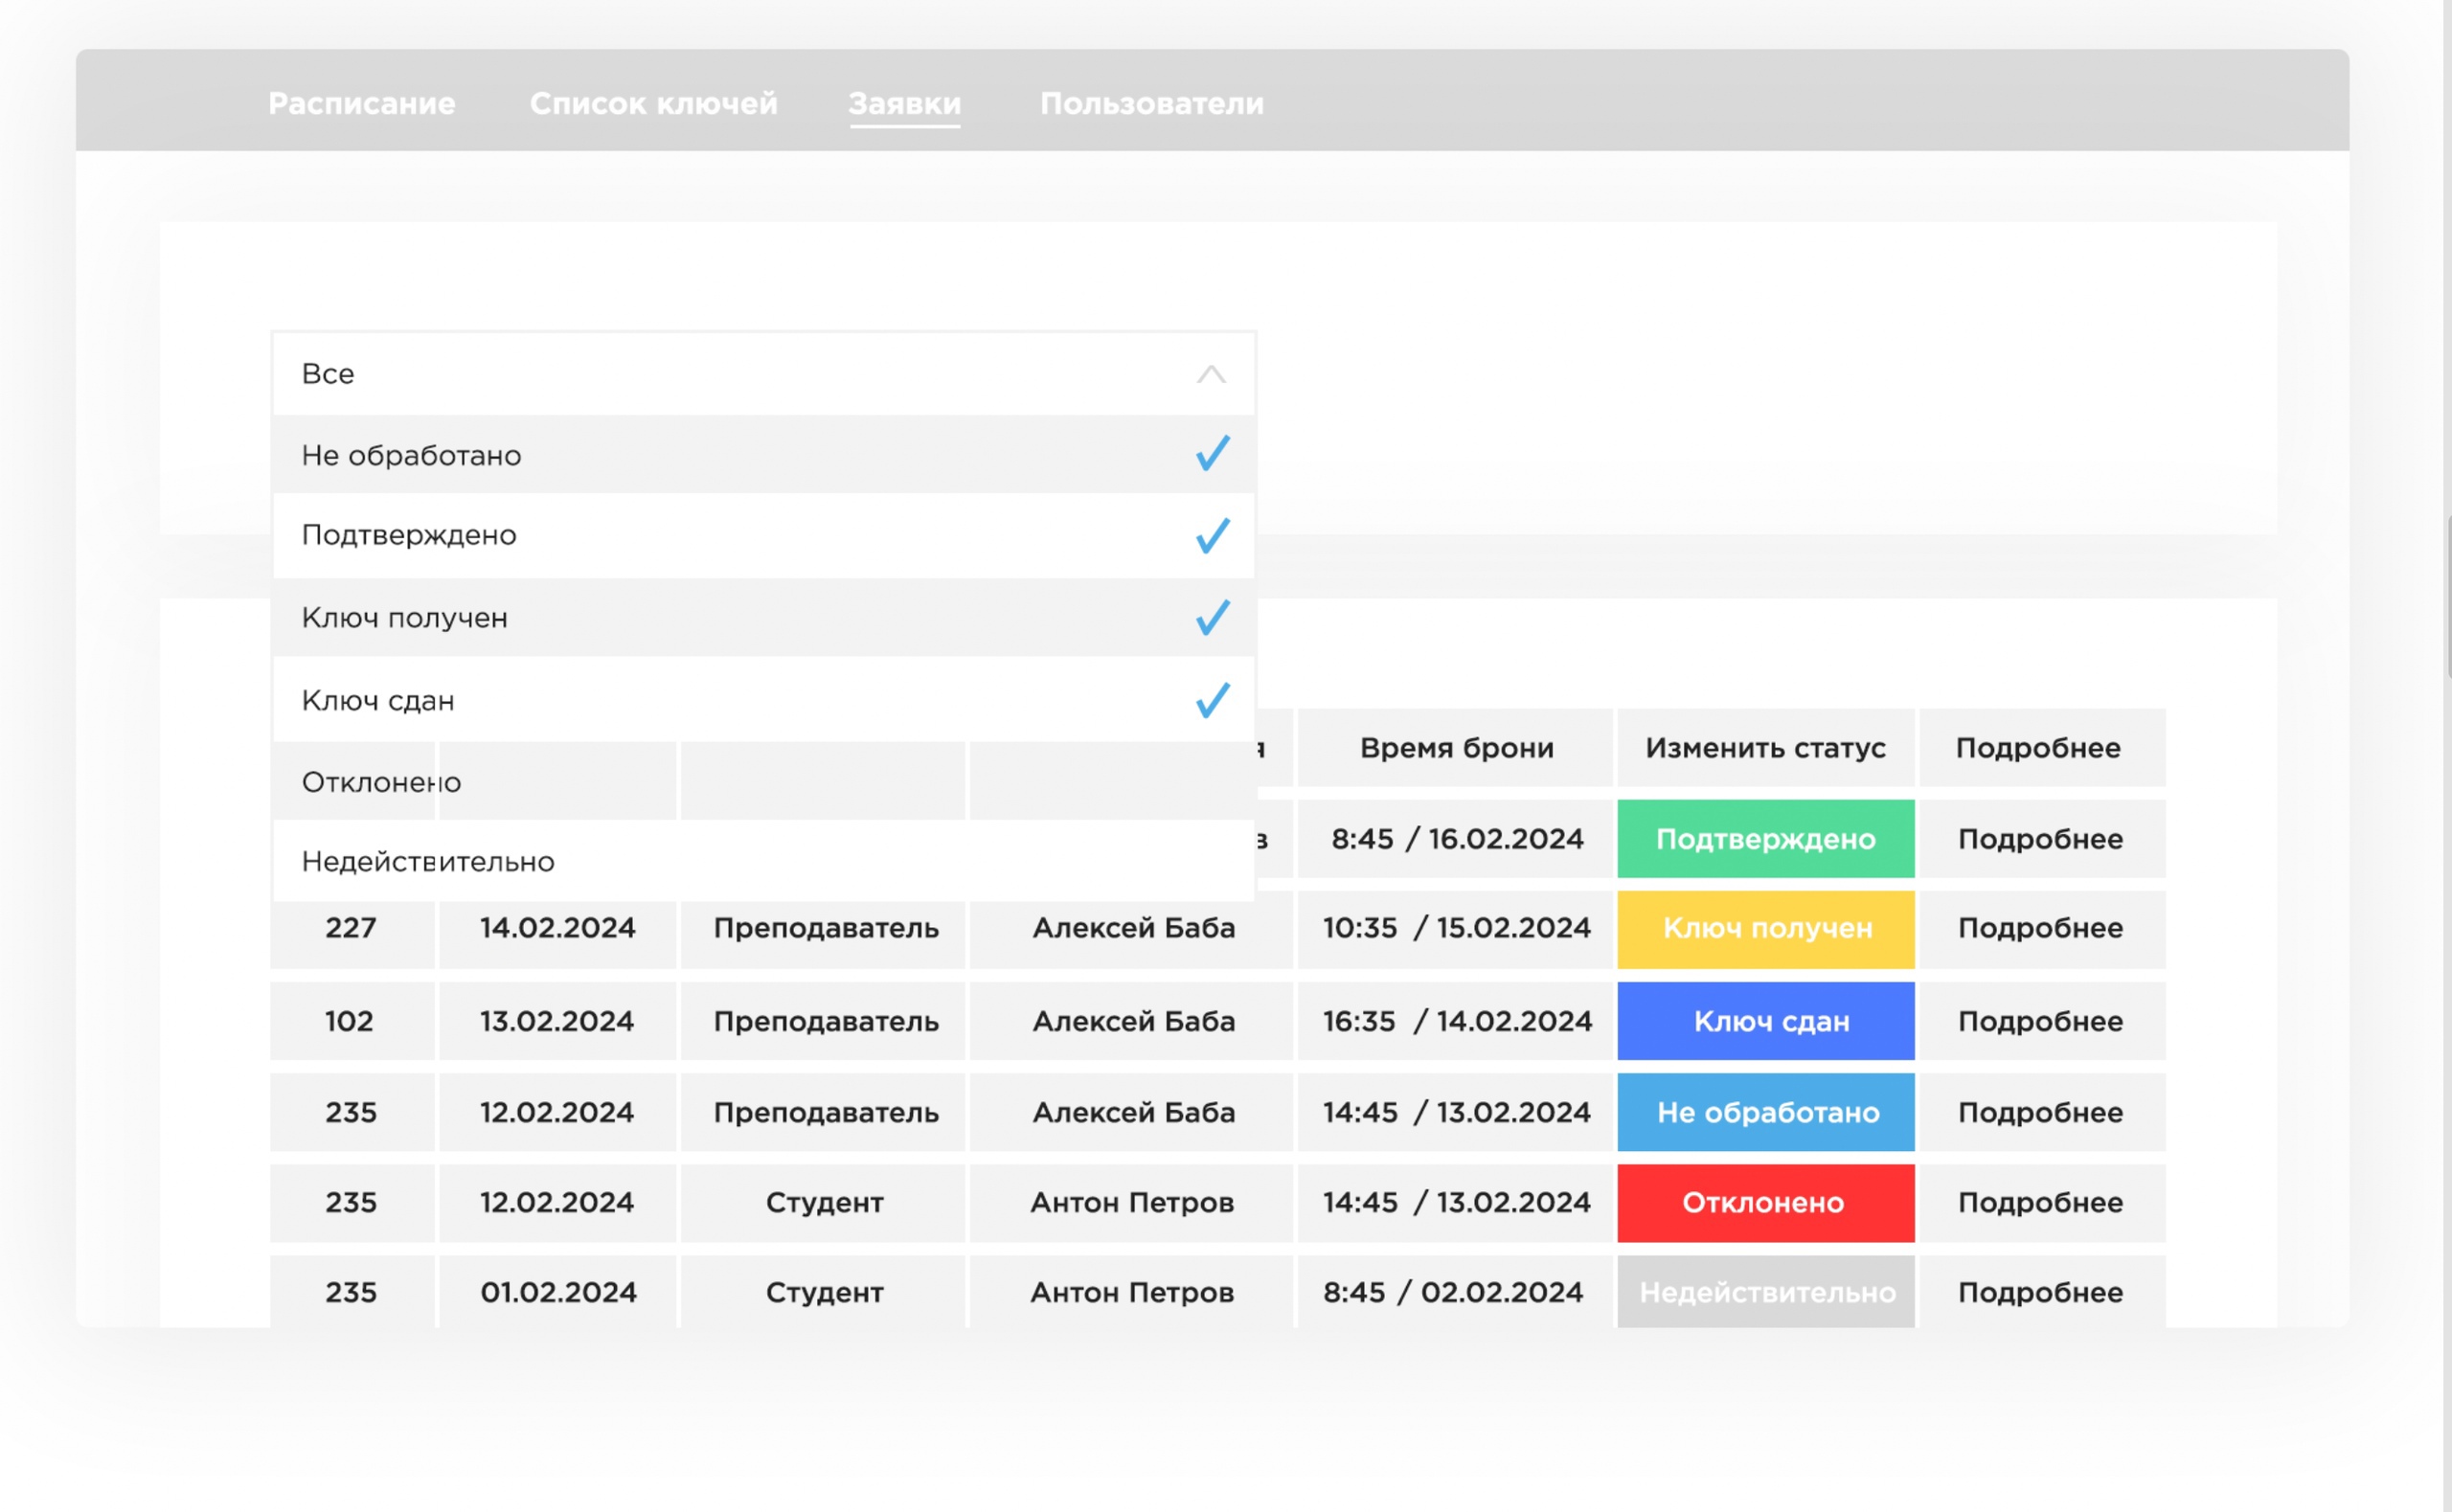 Расписание Список ключей Заявки Пользователи
Все
Не обработано
Подтверждено
Ключ получен
Ключ сдан
Время брони Изменить статус Подробнее
Отклонено
8:45 / 16.02.2024 Подтверждено Подробнее
Недействительно
227 14.02.2024 Преподаватель Алексей Баба 10:35 / 15.02.2024 Ключ получен Подробнее
102 13.02.2024 Преподаватель Алексей Баба 16:35 / 14.02.2024 Ключ сдан Подробнее
235 12.02.2024 Преподаватель Алексей Баба 14:45 / 13.02.2024 Не обработано Подробнее
235 12.02.2024 Студент Антон Петров 14:45 / 13.02.2024 Отклонено Подробнее
235 01.02.2024 Студент Антон Петров 8:45 / 02.02.2024 Недействительно Подробнее